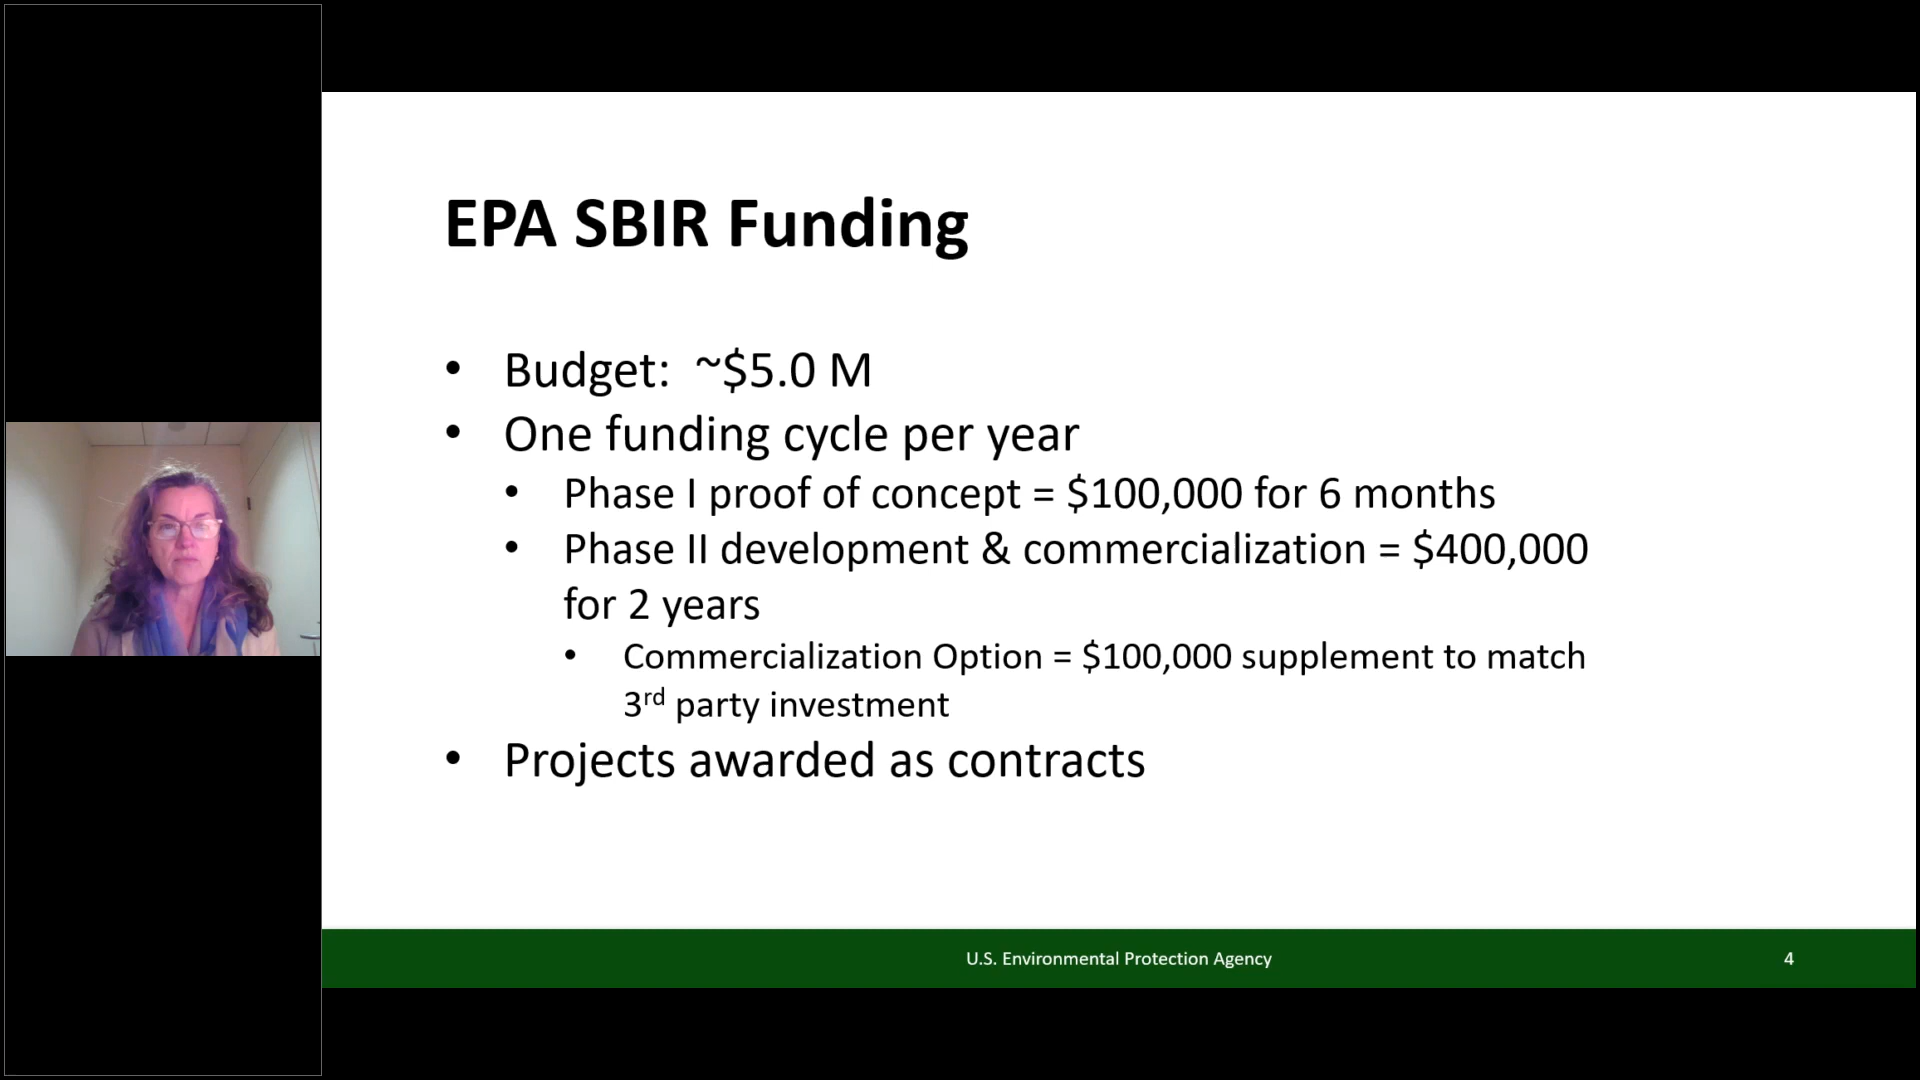 EPA SBIR Funding
• Budget:  ~$5.0 M
• One funding cycle per year
• Phase I proof of concept = $100,000 for 6 months
• Phase II development & commercialization = $400,000
for 2 years
• Commercialization Option = $100,000 supplement to match
3rd party investment
• Projects awarded as contracts
U.S. Environmental Protection Agency
4